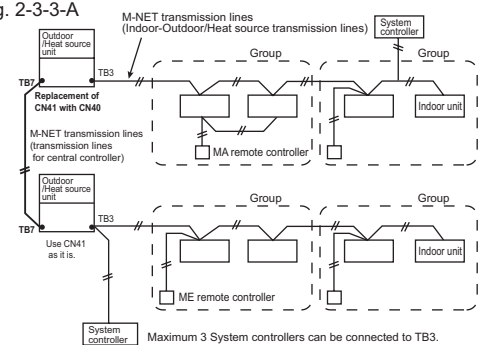 g. 2-3-3-A
M-NET transmission lines
(Indoor-Outdoor/Heat source transmission lines)
System
controller
Outdoor
/Heat source
unit
TB3
TB7
Replacement of
CN41 with CN40
Group
Group
Indoor unit
MA remote controller
M-NET transmission lines
(transmission lines
for central controller)
Outdoor
/Heat source
unit
TB3
TB7
Use CN41
as it is.
Group
Group
Indoor unit
ME remote controller
System
controller
Maximum 3 System controllers can be connected to TB3.